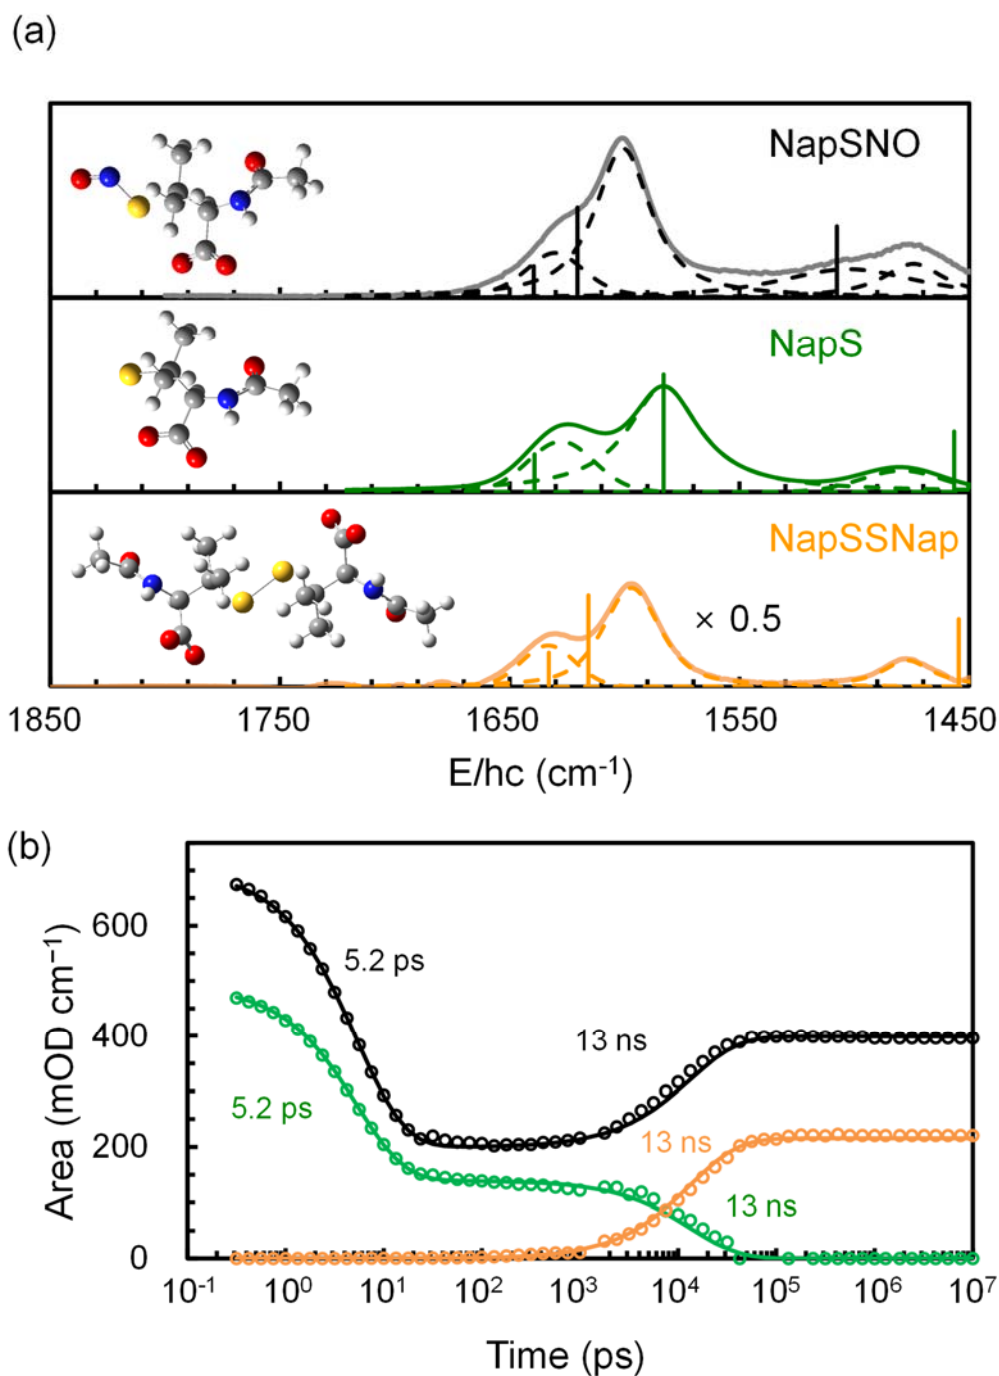 (a)
NapSNO
NapS
NapSSNap
× 0.5
1850 1750 1650 1550 1450
E/hc (cm⁻¹)
(b)
600
400
200
0
Area (mOD cm⁻¹)
5.2 ps
13 ns
5.2 ps
13 ns
13 ns
10⁻¹ 10⁰ 10¹ 10² 10³ 10⁴ 10⁵ 10⁶ 10⁷
Time (ps)